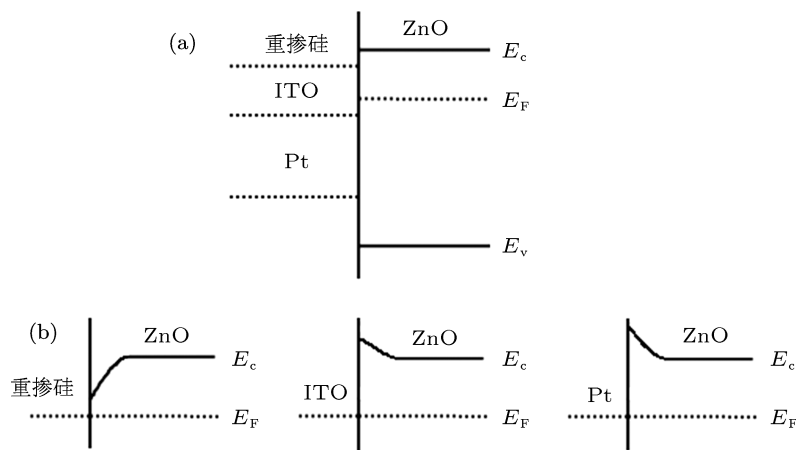 (a)
重掺硅
ZnO
E_c
ITO
E_F
Pt
E_v
(b)
ZnO
E_c
重掺硅
E_F
ZnO
E_c
ITO
E_F
ZnO
E_c
Pt
E_F